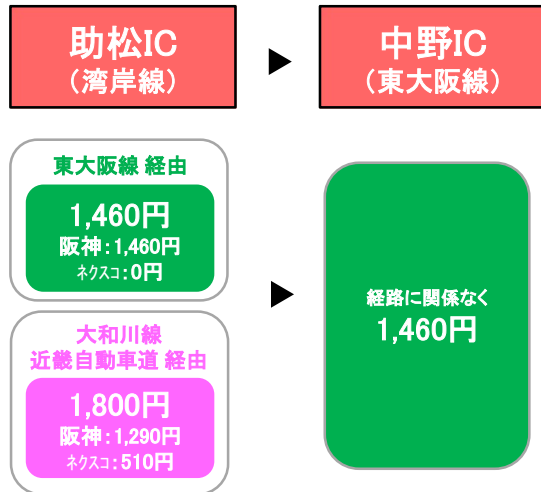 助松IC
（湾岸線）
▶
中野IC
（東大阪線）
東大阪線 経由
1,460円
阪神：1,460円
ﾈｸｽｺ：0円
大和川線
近畿自動車道 経由
1,800円
阪神：1,290円
ﾈｸｽｺ：510円
▶
経路に関係なく
1,460円